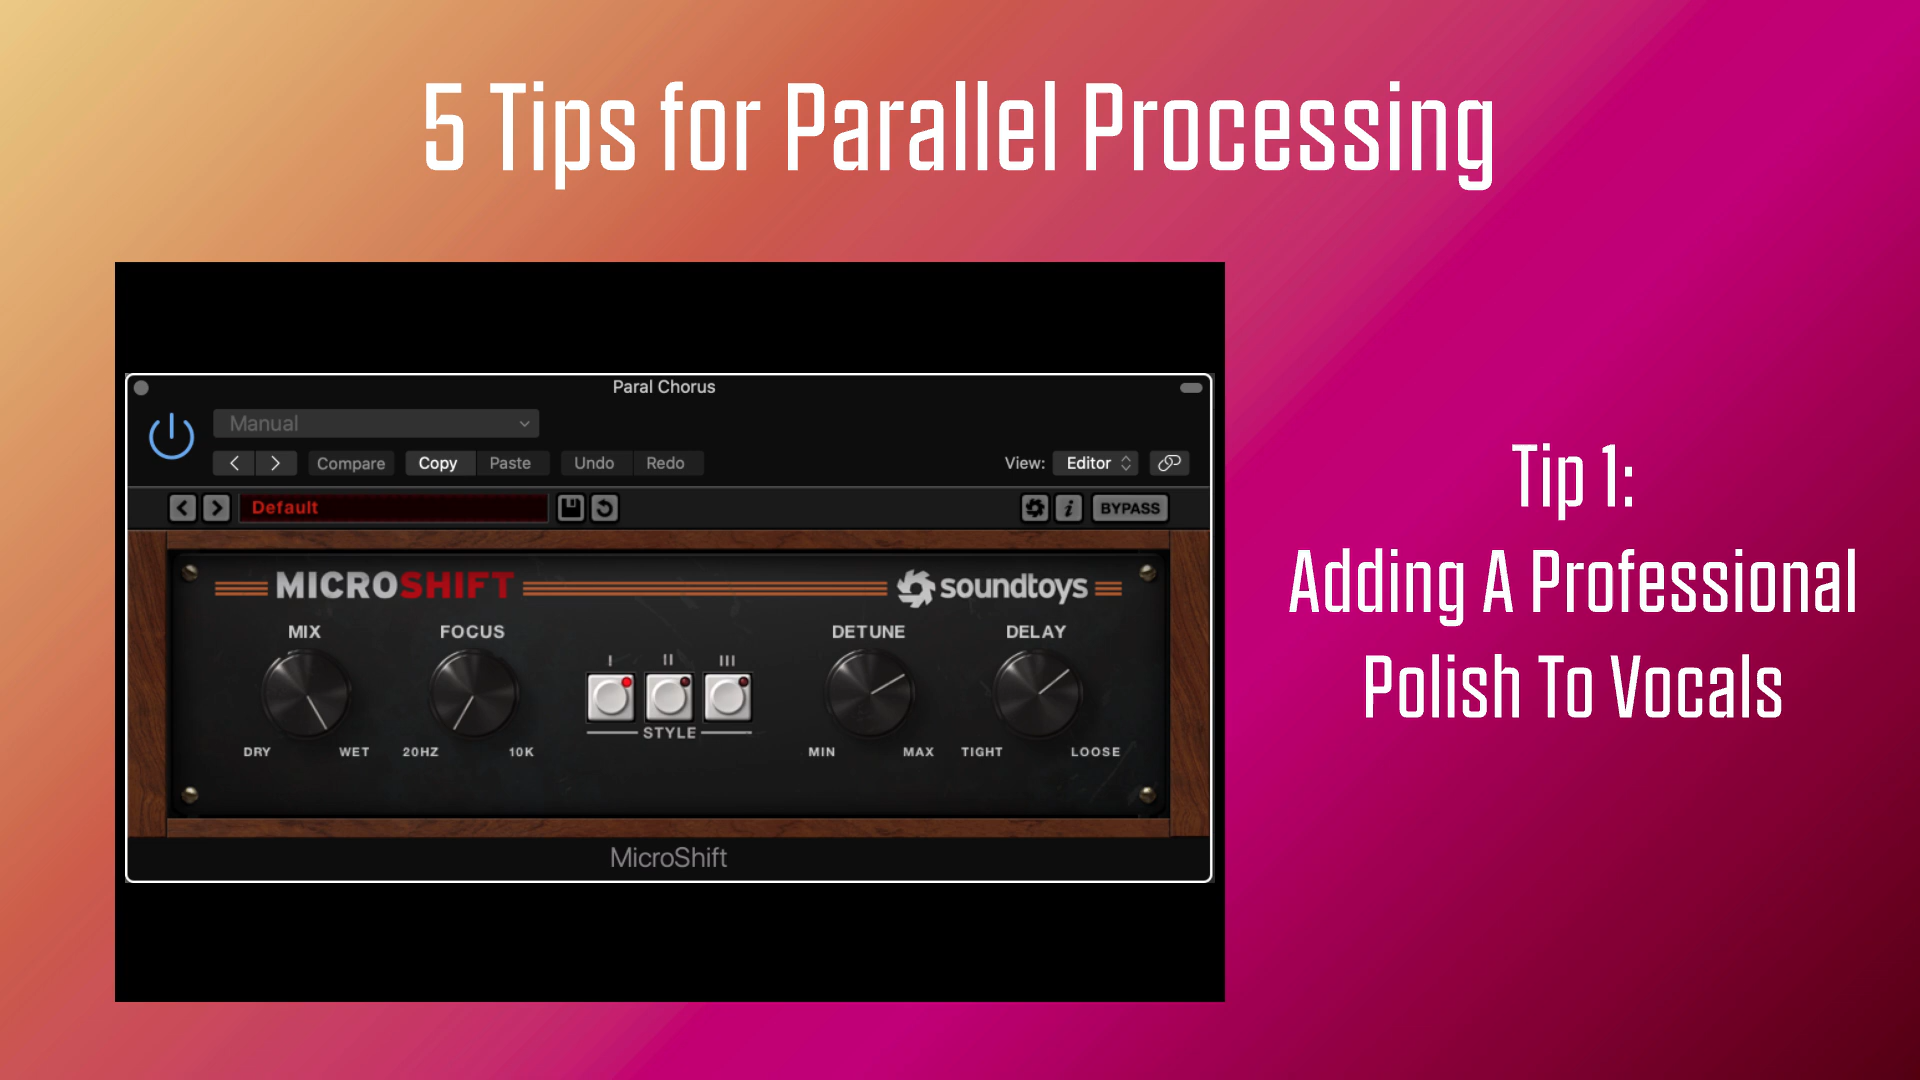 5 Tips for Parallel Processing
Paral Chorus
Manual
Compare Copy Paste Undo Redo View: Editor
Default i BYPASS
MICROSHIFT soundtoys
MIX FOCUS DETUNE DELAY
I II III
STYLE
DRY WET 20HZ 10K MIN MAX TIGHT LOOSE
MicroShift
Tip 1:
Adding A Professional
Polish To Vocals